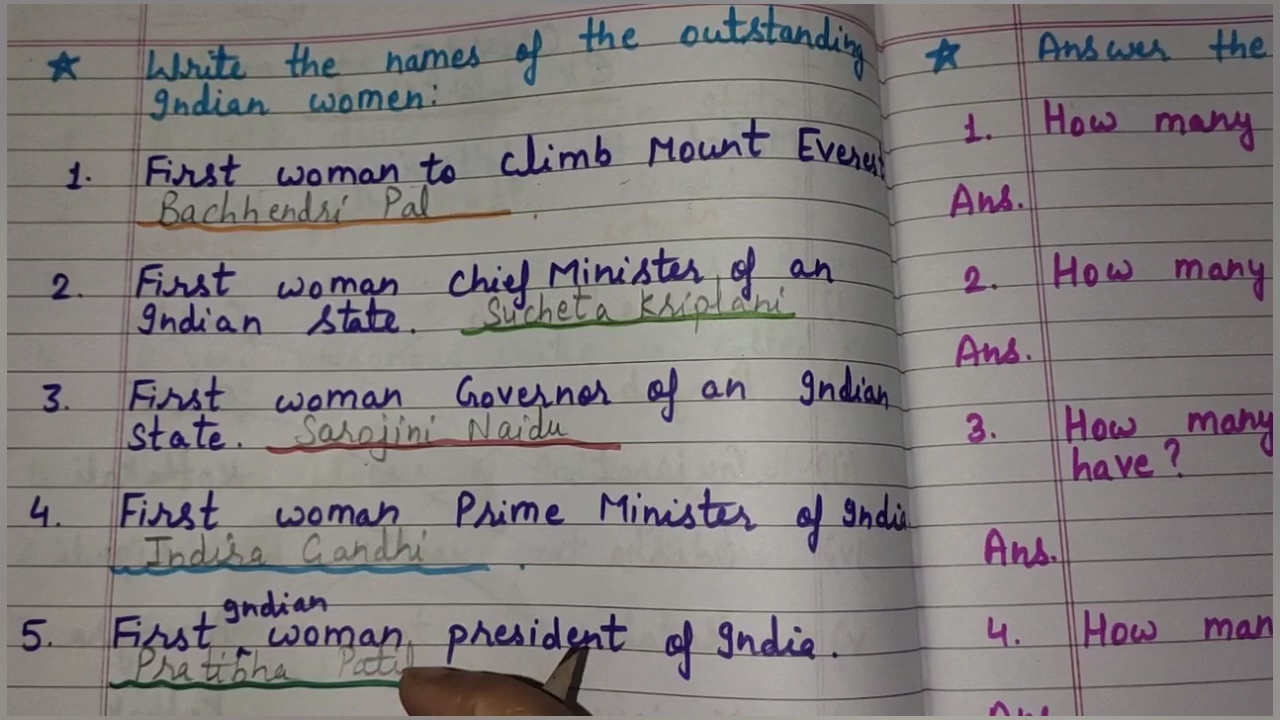 ★ Write the names of the outstanding
Indian women:
1. First woman to climb Mount Everest
Bachhendri Pal .
2. First woman Chief Minister of an
Indian state. Sucheta Kriplani
3. First woman Governor of an Indian
state. Sarojini Naidu
4. First woman Prime Minister of India
Indira Gandhi .
Indian
5. First woman president of India.
Pratibha Patil
★ Answer the
1. How many
Ans.
2. How many
Ans.
3. How many
have?
Ans.
4. How man
Ans